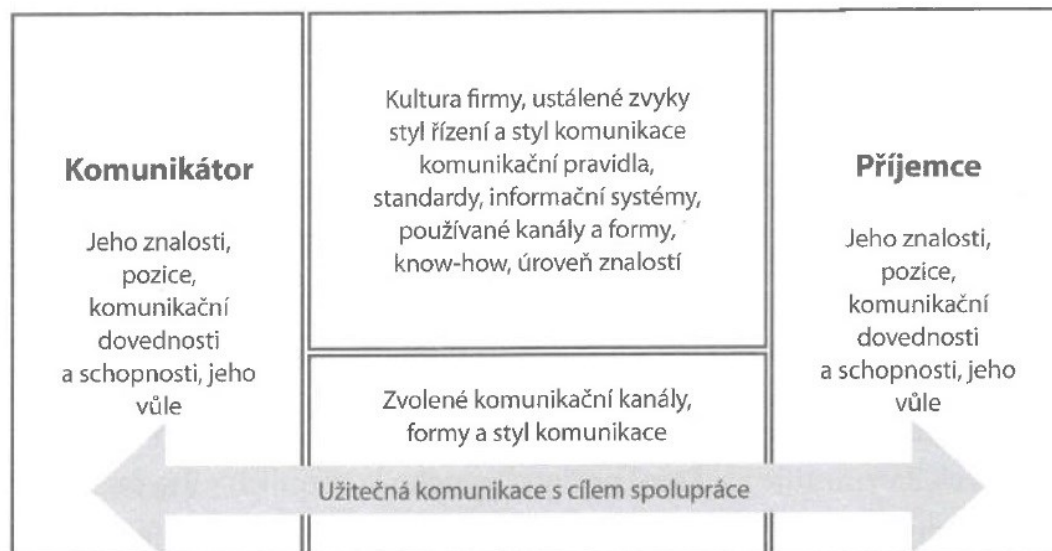 Komunikátor
Jeho znalosti,
pozice,
komunikační
dovednosti
a schopnosti, jeho
vůle
Kultura firmy, ustálené zvyky
styl řízení a styl komunikace
komunikační pravidla,
standardy, informační systémy,
používané kanály a formy,
know-how, úroveň znalostí
Zvolené komunikační kanály,
formy a styl komunikace
Příjemce
Jeho znalosti,
pozice,
komunikační
dovednosti
a schopnosti, jeho
vůle
Užitečná komunikace s cílem spolupráce